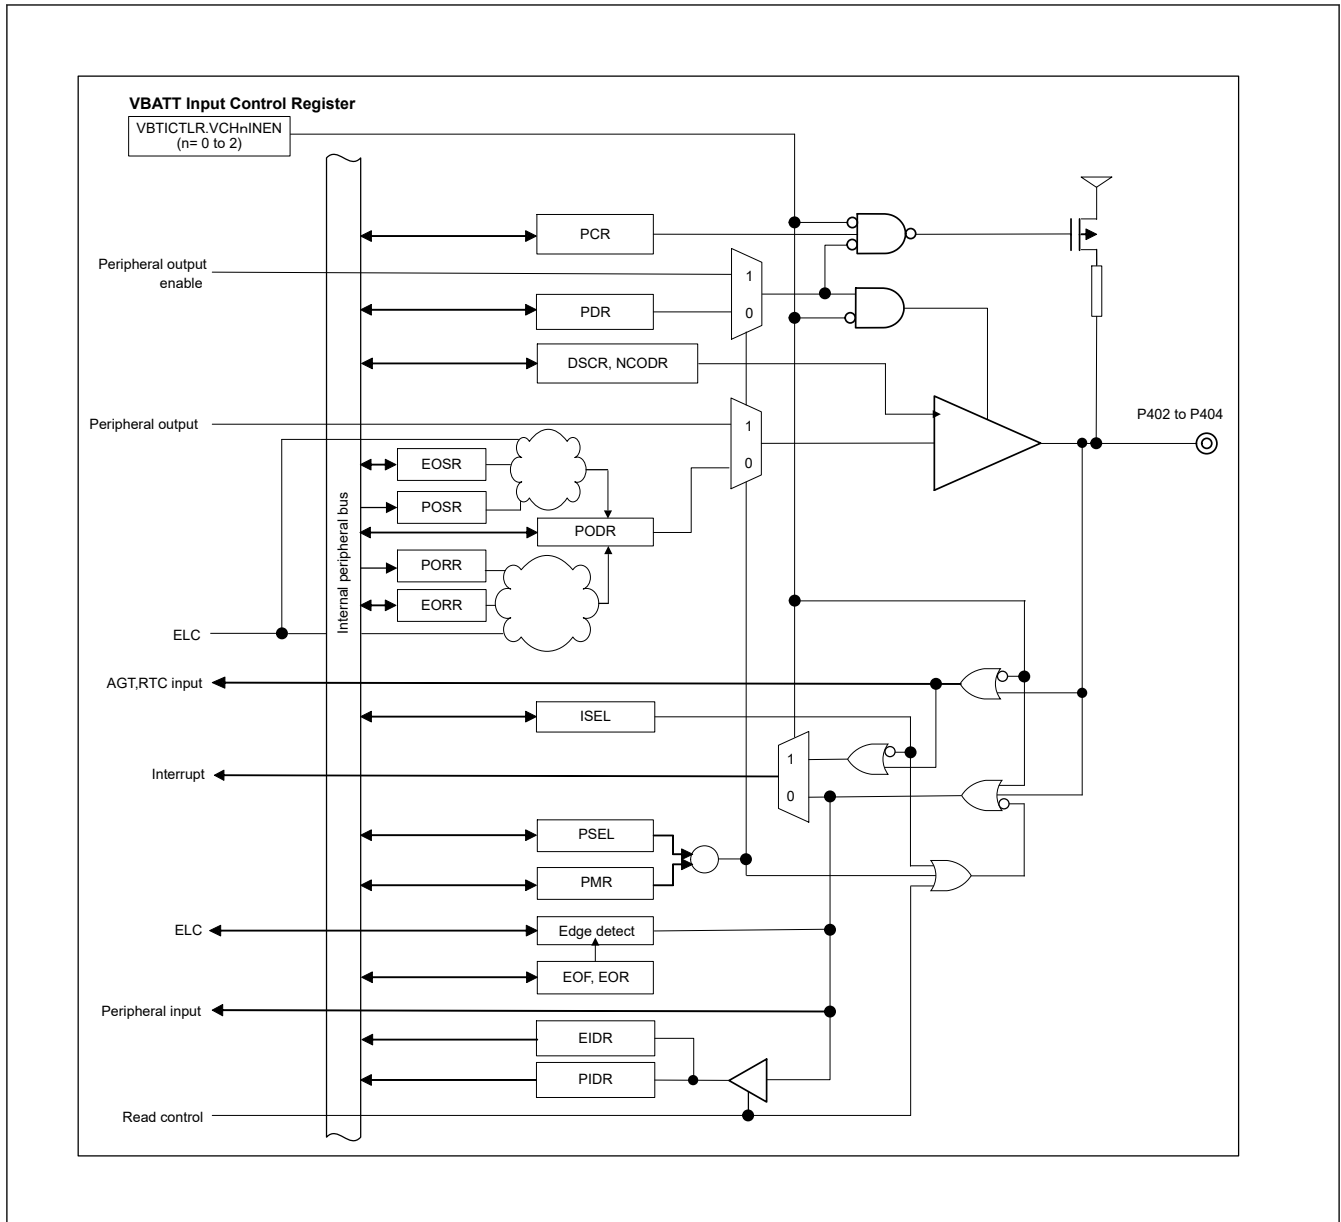 VBATT Input Control Register
VBTICTLR.VCHnINEN
(n= 0 to 2)
PCR
Peripheral output
enable
1
0
PDR
DSCR, NCODR
P402 to P404
Peripheral output
1
0
EOSR
POSR
PODR
Internal peripheral bus
PORR
EORR
ELC
AGT,RTC input
ISEL
Interrupt
1
0
PSEL
PMR
ELC
Edge detect
EOF, EOR
Peripheral input
EIDR
PIDR
Read control